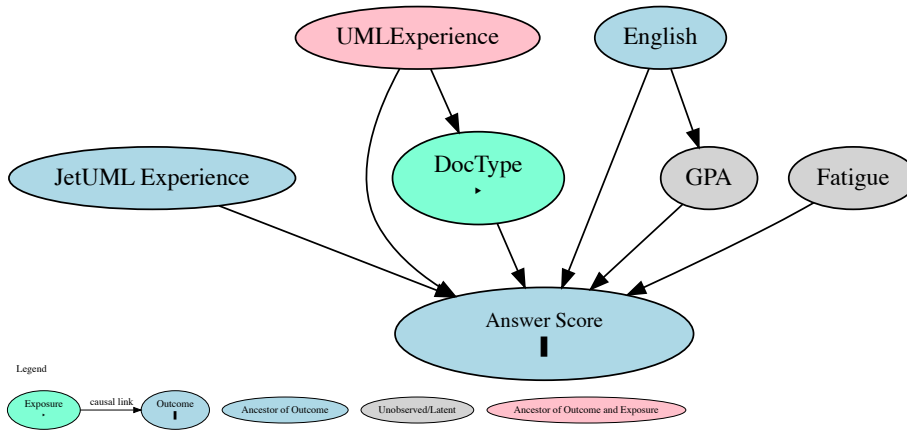 UMLExperience
English
JetUML Experience
DocType
GPA
Fatigue
Answer Score
Legend
Exposure
causal link
Outcome
Ancestor of Outcome
Unobserved/Latent
Ancestor of Outcome and Exposure